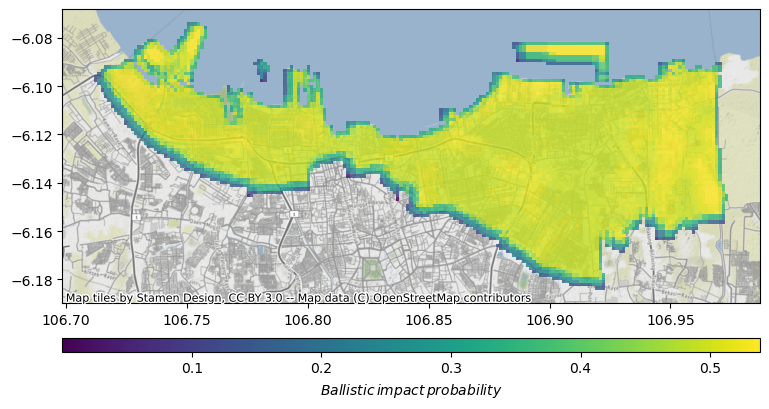 −6.08
−6.10
−6.12
−6.14
−6.16
−6.18
Map tiles by Stamen Design, CC BY 3.0 -- Map data (C) OpenStreetMap contributors
106.70 106.75 106.80 106.85 106.90 106.95
0.1 0.2 0.3 0.4 0.5
Ballistic impact probability